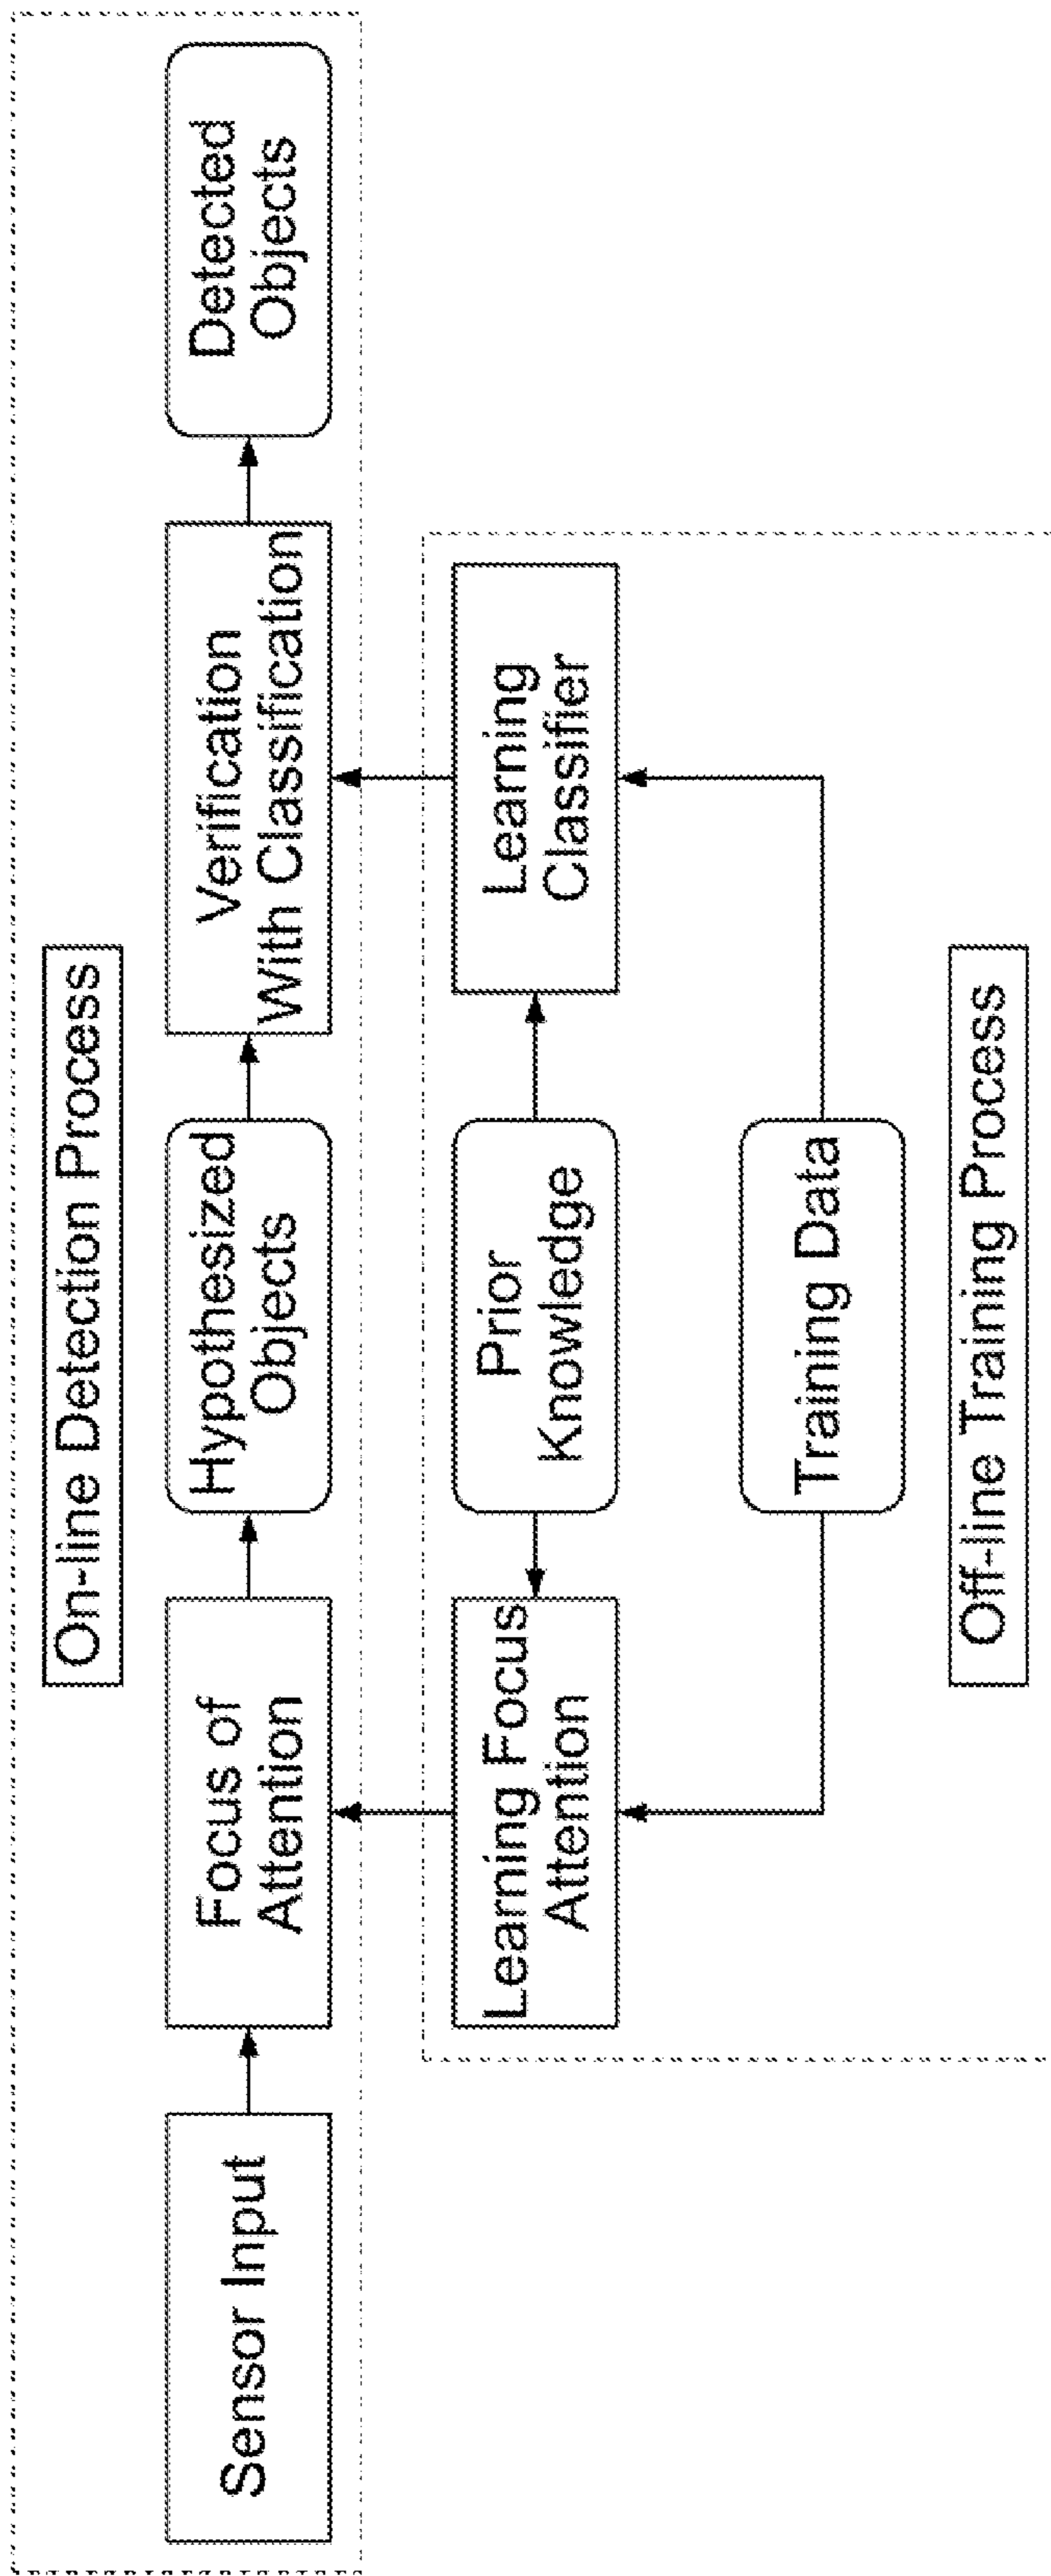 On-line Detection Process
Sensor Input
Focus of
Attention
Hypothesized
Objects
Verification
With Classification
Detected
Objects
Learning Focus
Attention
Prior
Knowledge
Learning
Classifier
Training Data
Off-line Training Process